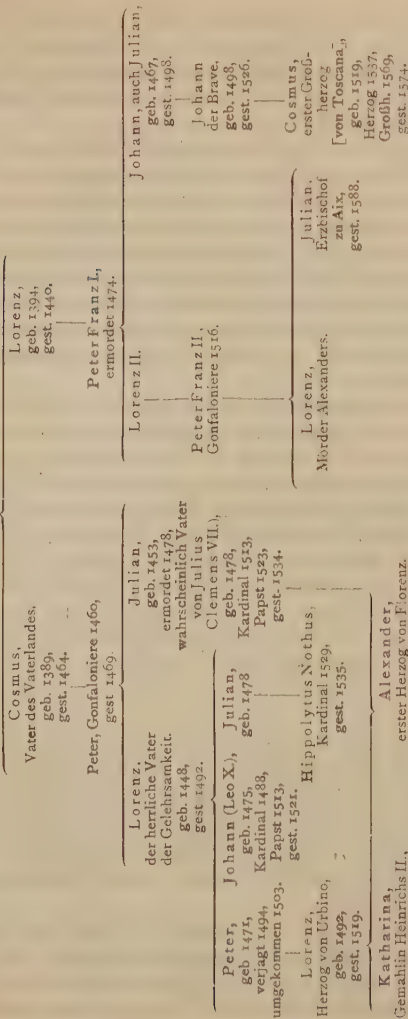 Cosmus,
Vater des Vaterlandes,
geb. 1389,
gest. 1464.
Peter, Gonfaloniere 1460,
gest 1469.
Lorenz,
geb. 1394,
gest. 1440.
Peter Franz I.,
ermordet 1474.
Lorenz,
der herrliche Vater
der Gelehrsamkeit.
geb. 1448,
gest 1492.
Julian,
geb. 1453,
ermordet 1478,
wahrscheinlich Vater
von Julius
Clemens VII.),
geb. 1478,
Kardinal 1513,
Papst 1523,
gest- 1534.
Lorenz II.
Peter Franz II,
Gonfaloniere 1516.
Johann, auch Julian,
geb. 1467,
gest. 1498.
Johann
der Brave.
geb. 1498,
gest. 1526.
Peter,
geb 1471,
verjagt 1494,
umgekommen 1503.
Johann (Leo X.),
geb. 1475,
Kardinal 1488,
Papst 1513,
gest. 1521.
Julian,
geb. 1478
Lorenz,
Herzog von Urbino,
geb. 1492,
gest. 1519.
Hippolytus Nothus,
Kardinal 1529,
gest. 1535.
Lorenz,
Mörder Alexanders.
Julian.
Erzbischof
zu Aix,
gest. 1588.
Cosmus,
erster Groß-
herzog
[von Toscana,
geb. 1519,
Herzog 1537,
Großh. 1569,
gest. 1574.
Katharina,
Gemahlin Heinrichs II.,
Alexander,
erster Herzog von Florenz.